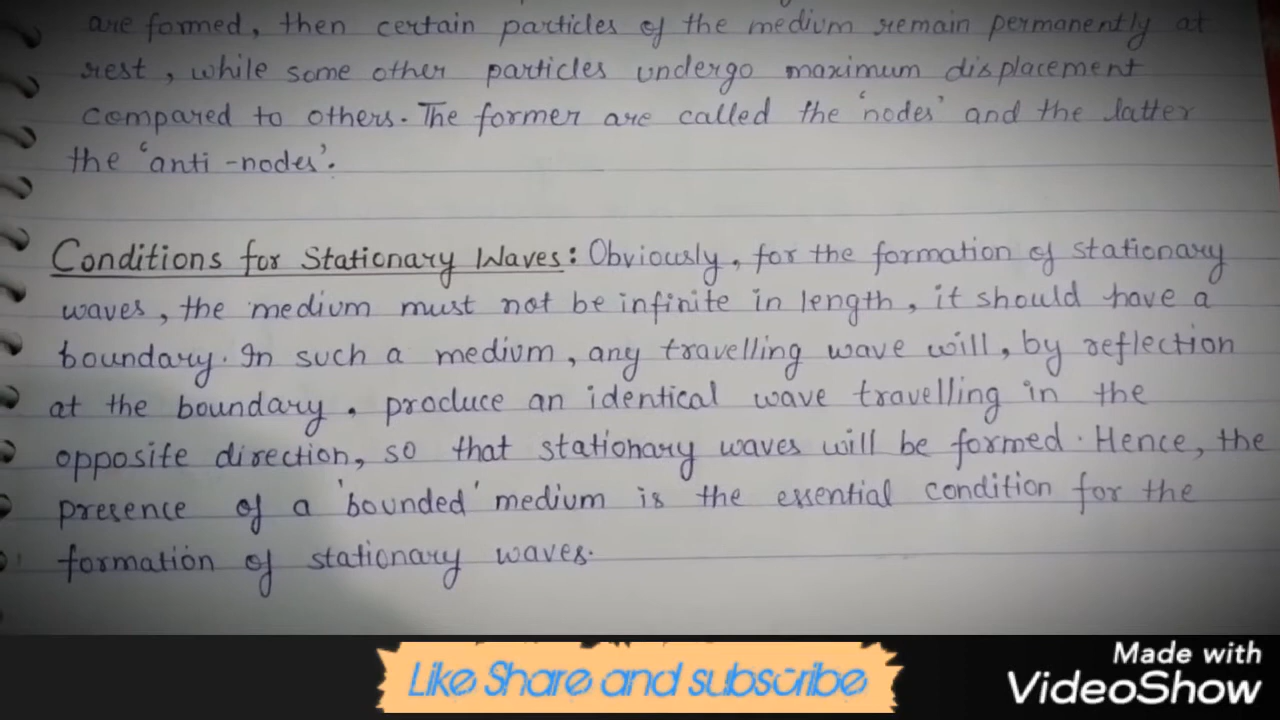 are formed, then certain particles of the medium remain permanently at
rest, while some other particles undergo maximum displacement
compared to others. The former are called the 'nodes' and the latter
the 'anti-nodes'.
Conditions for Stationary Waves: Obviously, for the formation of stationary
waves, the medium must not be infinite in length, it should have a
boundary. In such a medium, any travelling wave will, by reflection
at the boundary, produce an identical wave travelling in the
opposite direction, so that stationary waves will be formed. Hence, the
presence of a 'bounded' medium is the essential condition for the
formation of stationary waves.
Like Share and subscribe
Made with
VideoShow